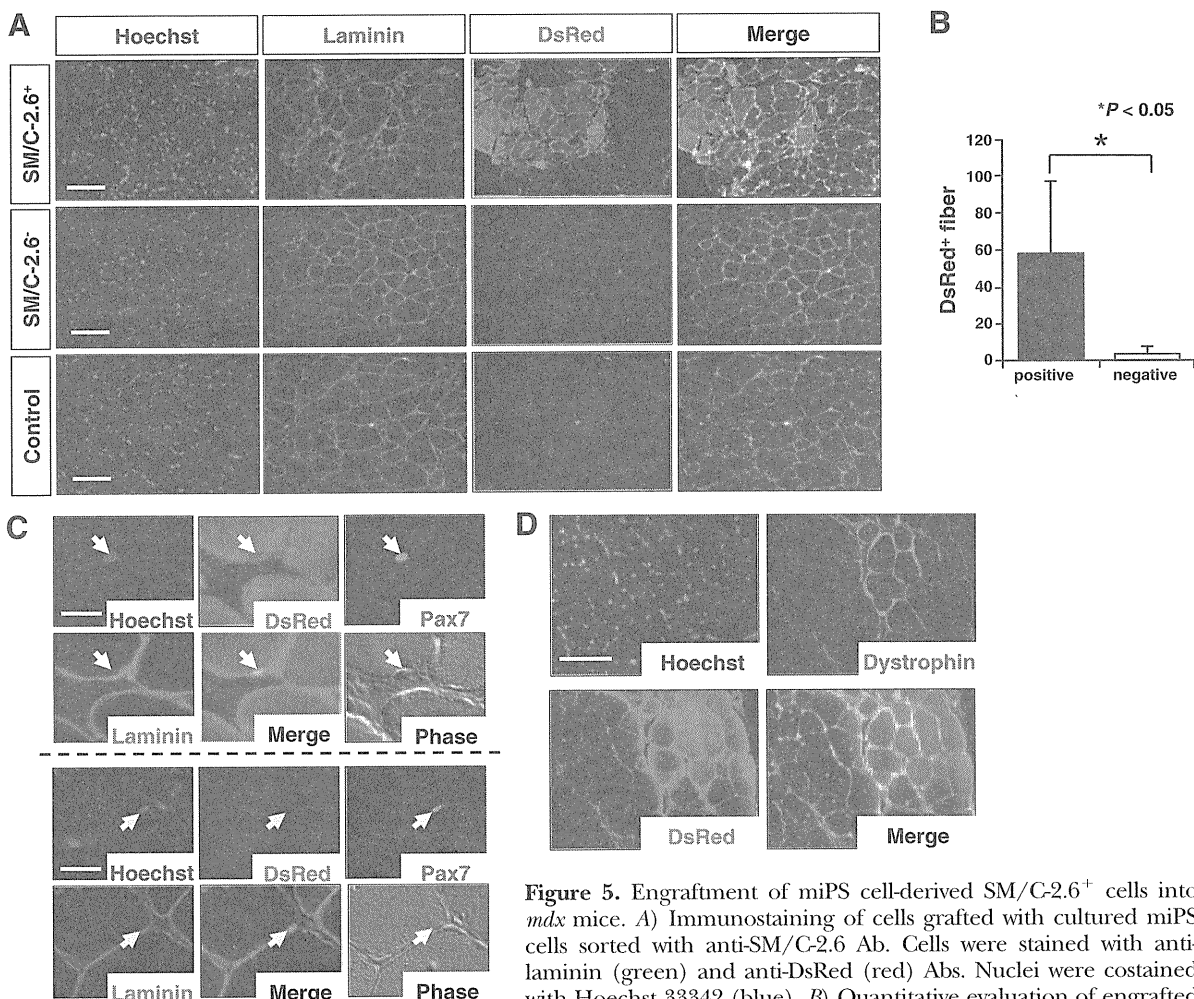 A
Hoechst Laminin DsRed Merge
SM/C-2.6+
SM/C-2.6-
Control
B
*P < 0.05
*
DsRed+ fiber
120
100
80
60
40
20
0
positive negative
C
Hoechst DsRed Pax7
Laminin Merge Phase
Hoechst DsRed Pax7
Laminin Merge Phase
D
Hoechst Dystrophin
DsRed Merge
Figure 5. Engraftment of miPS cell-derived SM/C-2.6+ cells into
mdx mice. A) Immunostaining of cells grafted with cultured miPS
cells sorted with anti-SM/C-2.6 Ab. Cells were stained with anti-
laminin (green) and anti-DsRed (red) Abs. Nuclei were costained
with Hoechst 33342 (blue). B) Quantitative evaluation of engrafted